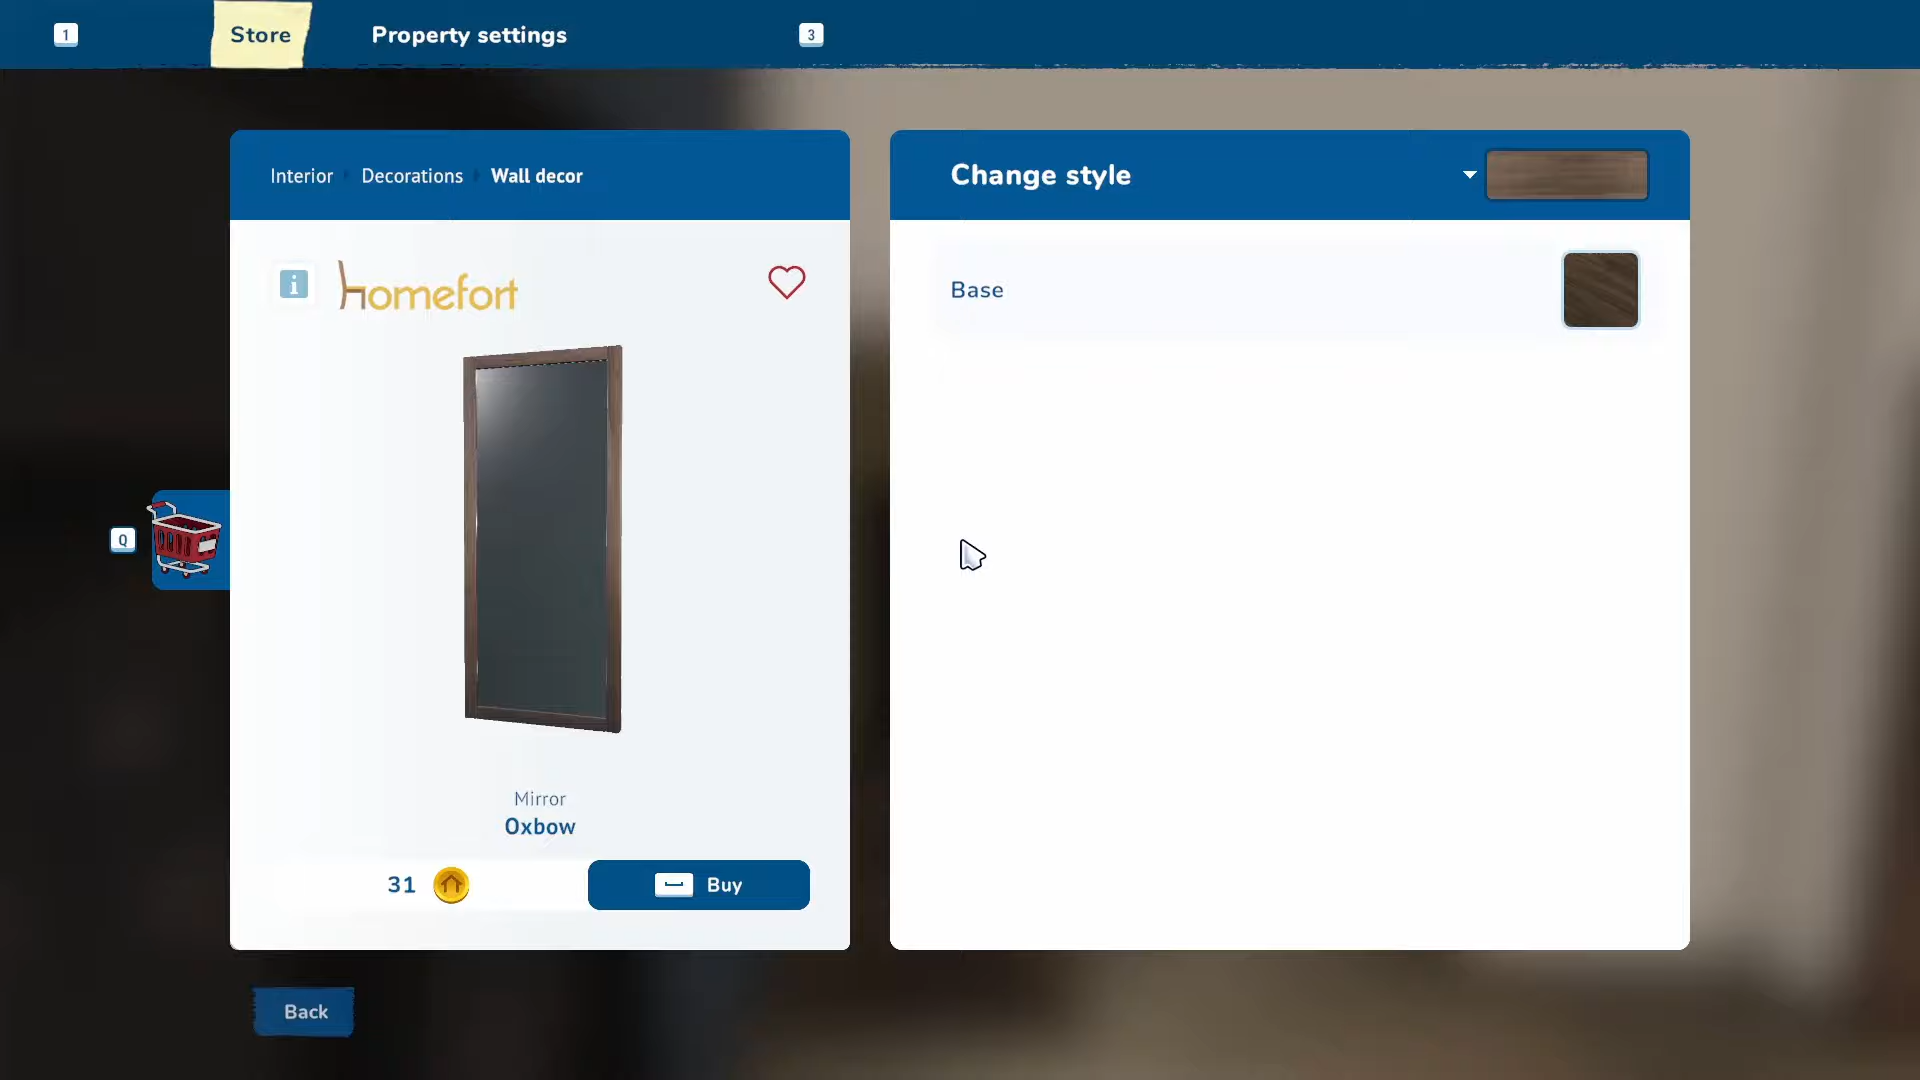 1
Store
Property settings
3
Interior Decorations Wall decor
Change style
i
homefort
Base
Q
Mirror
Oxbow
31
Buy
Back